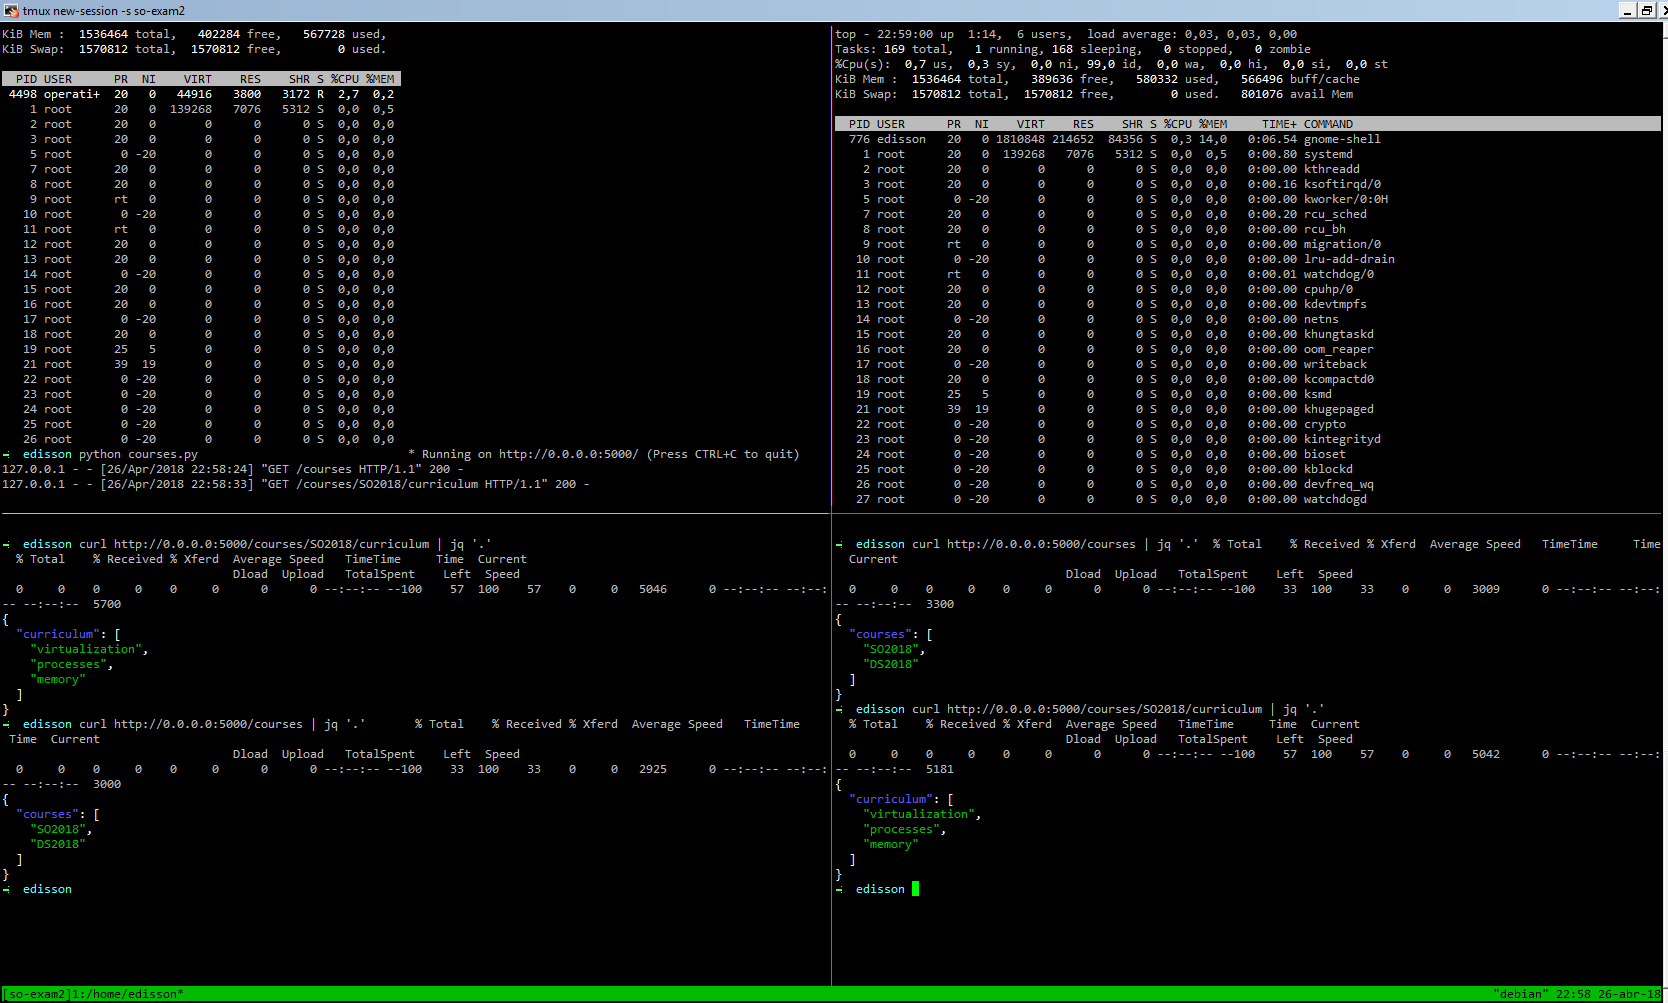 tmux new-session -s so-exam2
KiB Mem :  1536464 total,   402284 free,   567728 used,
KiB Swap:  1570812 total,  1570812 free,        0 used.
PID USER      PR  NI    VIRT    RES    SHR S %CPU %MEM
4498 operati+  20   0   44916   3800   3172 R  2,7  0,2
1 root      20   0  139268   7076   5312 S  0,0  0,5
2 root      20   0       0      0      0 S  0,0  0,0
3 root      20   0       0      0      0 S  0,0  0,0
5 root       0 -20       0      0      0 S  0,0  0,0
7 root      20   0       0      0      0 S  0,0  0,0
8 root      20   0       0      0      0 S  0,0  0,0
9 root      rt   0       0      0      0 S  0,0  0,0
10 root       0 -20       0      0      0 S  0,0  0,0
11 root      rt   0       0      0      0 S  0,0  0,0
12 root      20   0       0      0      0 S  0,0  0,0
13 root      20   0       0      0      0 S  0,0  0,0
14 root       0 -20       0      0      0 S  0,0  0,0
15 root      20   0       0      0      0 S  0,0  0,0
16 root      20   0       0      0      0 S  0,0  0,0
17 root       0 -20       0      0      0 S  0,0  0,0
18 root      20   0       0      0      0 S  0,0  0,0
19 root      25   5       0      0      0 S  0,0  0,0
21 root      39  19       0      0      0 S  0,0  0,0
22 root       0 -20       0      0      0 S  0,0  0,0
23 root       0 -20       0      0      0 S  0,0  0,0
24 root       0 -20       0      0      0 S  0,0  0,0
25 root       0 -20       0      0      0 S  0,0  0,0
26 root       0 -20       0      0      0 S  0,0  0,0
edisson python courses.py                              * Running on http://0.0.0.0:5000/ (Press CTRL+C to quit)
127.0.0.1 - - [26/Apr/2018 22:58:24] "GET /courses HTTP/1.1" 200 -
127.0.0.1 - - [26/Apr/2018 22:58:33] "GET /courses/SO2018/curriculum HTTP/1.1" 200 -
top - 22:59:00 up  1:14,  6 users,  load average: 0,03, 0,03, 0,00
Tasks: 169 total,   1 running, 168 sleeping,   0 stopped,   0 zombie
%Cpu(s):  0,7 us,  0,3 sy,  0,0 ni, 99,0 id,  0,0 wa,  0,0 hi,  0,0 si,  0,0 st
KiB Mem :  1536464 total,   389636 free,   580332 used,   566496 buff/cache
KiB Swap:  1570812 total,  1570812 free,        0 used.   801076 avail Mem
PID USER      PR  NI    VIRT    RES    SHR S %CPU %MEM     TIME+ COMMAND
776 edisson   20   0 1810848 214652  84356 S  0,3 14,0   0:06.54 gnome-shell
1 root      20   0  139268   7076   5312 S  0,0  0,5   0:00.80 systemd
2 root      20   0       0      0      0 S  0,0  0,0   0:00.00 kthreadd
3 root      20   0       0      0      0 S  0,0  0,0   0:00.16 ksoftirqd/0
5 root       0 -20       0      0      0 S  0,0  0,0   0:00.00 kworker/0:0H
7 root      20   0       0      0      0 S  0,0  0,0   0:00.20 rcu_sched
8 root      20   0       0      0      0 S  0,0  0,0   0:00.00 rcu_bh
9 root      rt   0       0      0      0 S  0,0  0,0   0:00.00 migration/0
10 root       0 -20       0      0      0 S  0,0  0,0   0:00.00 lru-add-drain
11 root      rt   0       0      0      0 S  0,0  0,0   0:00.01 watchdog/0
12 root      20   0       0      0      0 S  0,0  0,0   0:00.00 cpuhp/0
13 root      20   0       0      0      0 S  0,0  0,0   0:00.00 kdevtmpfs
14 root       0 -20       0      0      0 S  0,0  0,0   0:00.00 netns
15 root      20   0       0      0      0 S  0,0  0,0   0:00.00 khungtaskd
16 root      20   0       0      0      0 S  0,0  0,0   0:00.00 oom_reaper
17 root       0 -20       0      0      0 S  0,0  0,0   0:00.00 writeback
18 root      20   0       0      0      0 S  0,0  0,0   0:00.00 kcompactd0
19 root      25   5       0      0      0 S  0,0  0,0   0:00.00 ksmd
21 root      39  19       0      0      0 S  0,0  0,0   0:00.00 khugepaged
22 root       0 -20       0      0      0 S  0,0  0,0   0:00.00 crypto
23 root       0 -20       0      0      0 S  0,0  0,0   0:00.00 kintegrityd
24 root       0 -20       0      0      0 S  0,0  0,0   0:00.00 bioset
25 root       0 -20       0      0      0 S  0,0  0,0   0:00.00 kblockd
26 root       0 -20       0      0      0 S  0,0  0,0   0:00.00 devfreq_wq
27 root       0 -20       0      0      0 S  0,0  0,0   0:00.00 watchdogd
edisson curl http://0.0.0.0:5000/courses/SO2018/curriculum | jq '.'
% Total    % Received % Xferd  Average Speed   TimeTime     Time  Current
Dload  Upload   TotalSpent    Left  Speed
0     0    0     0    0     0      0      0 --:--:-- --100    57  100    57    0     0   5046      0 --:--:--
-- --:--:--  5700
{
"curriculum": [
"virtualization",
"processes",
"memory"
]
}
edisson curl http://0.0.0.0:5000/courses | jq '.'       % Total    % Received % Xferd  Average Speed   TimeTime
Time  Current
Dload  Upload   TotalSpent    Left  Speed
0     0    0     0    0     0      0      0 --:--:-- --100    33  100    33    0     0   2925      0 --:--:-- --:--:
-- --:--:--  3000
{
"courses": [
"SO2018",
"DS2018"
]
}
edisson
edisson curl http://0.0.0.0:5000/courses | jq '.'  % Total    % Received % Xferd  Average Speed   TimeTime     Time
Current
Dload  Upload   TotalSpent    Left  Speed
0     0    0     0    0     0      0      0 --:--:-- --100    33  100    33    0     0   3009      0 --:--:-- --:--:
-- --:--:--  3300
{
"courses": [
"SO2018",
"DS2018"
]
}
edisson curl http://0.0.0.0:5000/courses/SO2018/curriculum | jq '.'
% Total    % Received % Xferd  Average Speed   TimeTime     Time  Current
Dload  Upload   TotalSpent    Left  Speed
0     0    0     0    0     0      0      0 --:--:-- --100    57  100    57    0     0   5042      0 --:--:-- --:--:
-- --:--:--  5181
{
"curriculum": [
"virtualization",
"processes",
"memory"
]
}
edisson
[so-exam2]1:/home/edisson*                    "debian" 22:58 26-abr-18